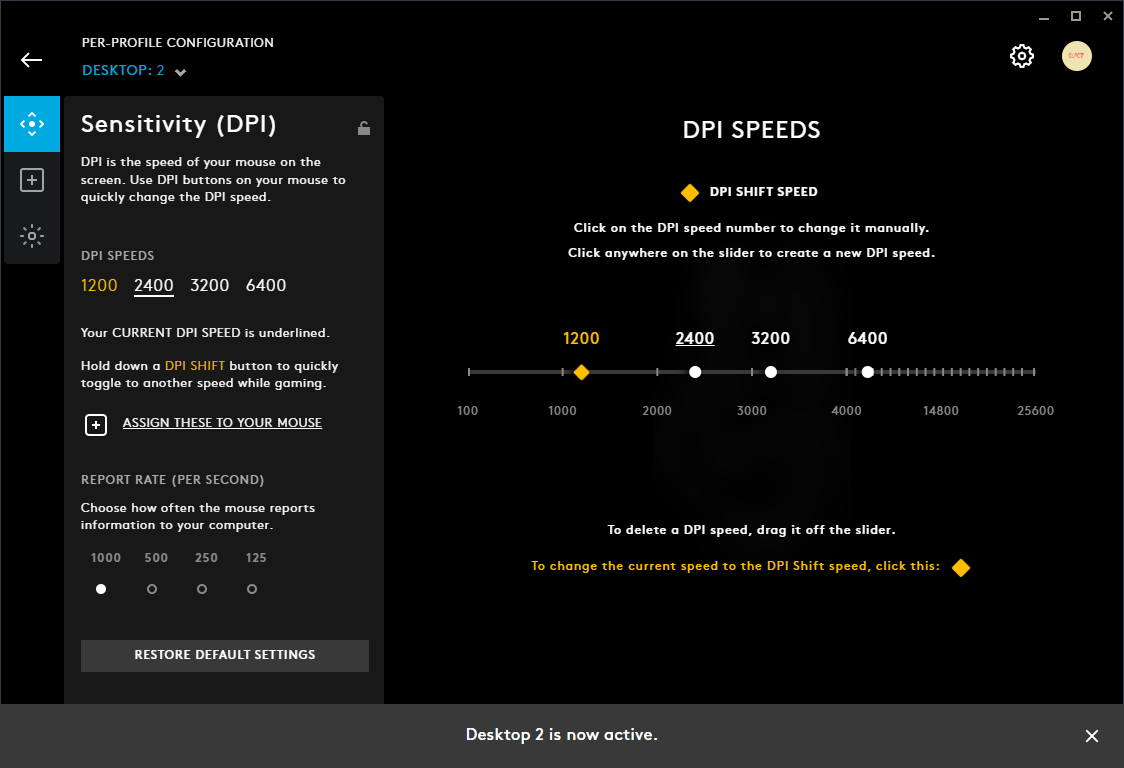 PER-PROFILE CONFIGURATION
DESKTOP: 2
Sensitivity (DPI)
DPI is the speed of your mouse on the
screen. Use DPI buttons on your mouse to
quickly change the DPI speed.
DPI SPEEDS
1200 2400 3200 6400
Your CURRENT DPI SPEED is underlined.
Hold down a DPI SHIFT button to quickly
toggle to another speed while gaming.
ASSIGN THESE TO YOUR MOUSE
REPORT RATE (PER SECOND)
Choose how often the mouse reports
information to your computer.
1000 500 250 125
RESTORE DEFAULT SETTINGS
DPI SPEEDS
DPI SHIFT SPEED
Click on the DPI speed number to change it manually.
Click anywhere on the slider to create a new DPI speed.
1200 2400 3200 6400
100 1000 2000 3000 4000 14800 25600
To delete a DPI speed, drag it off the slider.
To change the current speed to the DPI Shift speed, click this:
Desktop 2 is now active.